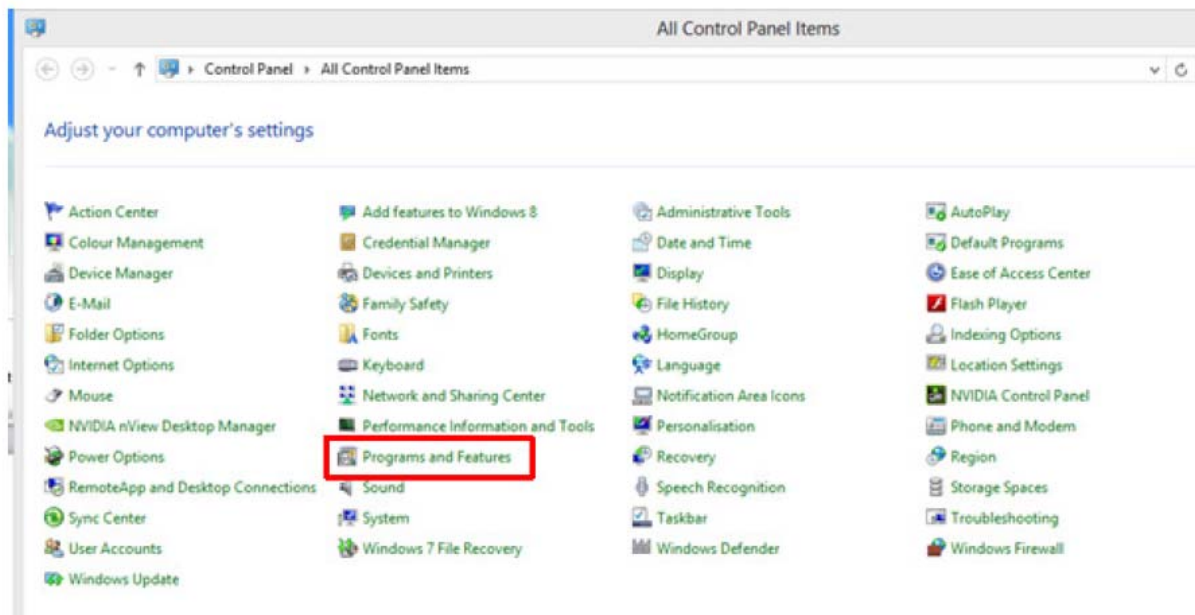 All Control Panel Items
Control Panel All Control Panel Items
Adjust your computer's settings
Action Center Add features to Windows 8 Administrative Tools AutoPlay
Colour Management Credential Manager Date and Time Default Programs
Device Manager Devices and Printers Display Ease of Access Center
E-Mail Family Safety File History Flash Player
Folder Options Fonts HomeGroup Indexing Options
Internet Options Keyboard Language Location Settings
Mouse Network and Sharing Center Notification Area Icons NVIDIA Control Panel
NVIDIA nView Desktop Manager Performance Information and Tools Personalisation Phone and Modem
Power Options Programs and Features Recovery Region
RemoteApp and Desktop Connections Sound Speech Recognition Storage Spaces
Sync Center System Taskbar Troubleshooting
User Accounts Windows 7 File Recovery Windows Defender Windows Firewall
Windows Update